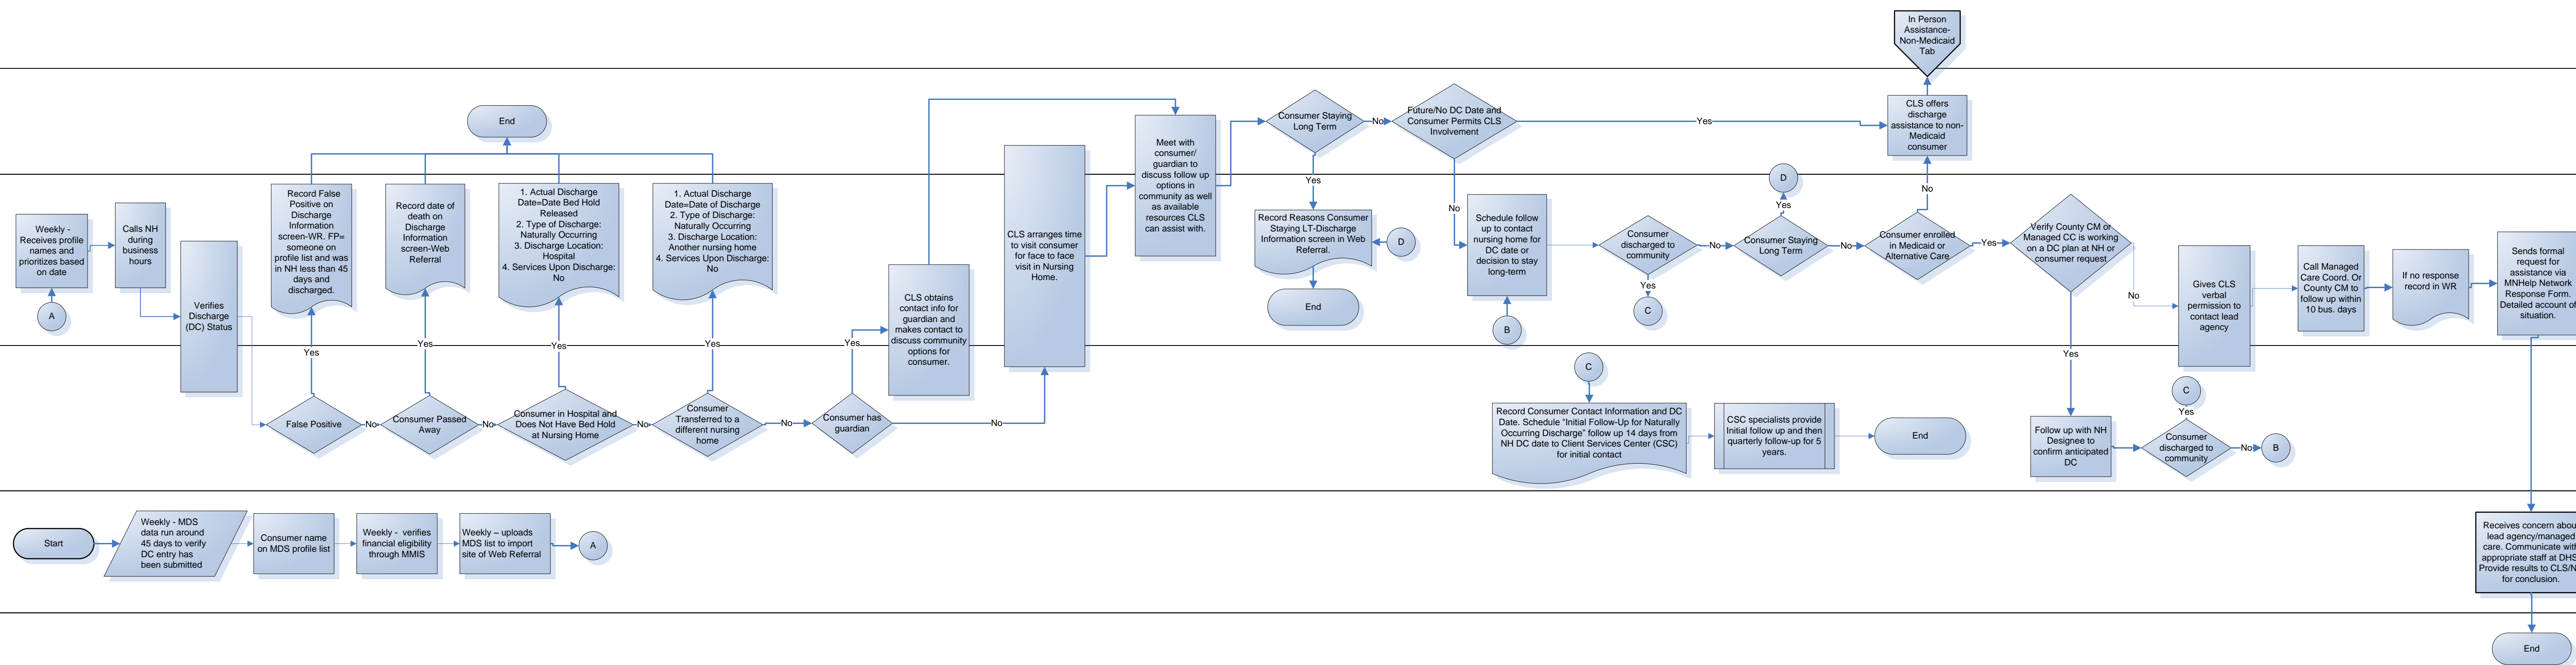 In Person
Assistance-
Non-Medicaid
Tab
End
Consumer Staying
Long Term
No
Future/No DC Date and
Consumer Permits CLS
Involvement
Yes
CLS offers
discharge
assistance to non-
Medicaid
consumer
Meet with
consumer/
guardian to
discuss follow up
options in
community as well
as available
resources CLS
can assist with.
Weekly -
Receives profile
names and
prioritizes based
on date
A
Calls NH
during
business
hours
Verifies
Discharge
(DC) Status
Record False
Positive on
Discharge
Information
screen-WR. FP=
someone on
profile list and was
in NH less than 45
days and
discharged.
Record date of
death on
Discharge
Information
screen-Web
Referral
1. Actual Discharge
Date=Date Bed Hold
Released
2. Type of Discharge:
Naturally Occurring
3. Discharge Location:
Hospital
4. Services Upon Discharge:
No
1. Actual Discharge
Date=Date of Discharge
2. Type of Discharge:
Naturally Occurring
3. Discharge Location:
Another nursing home
4. Services Upon Discharge:
No
Yes
Yes
Yes
Yes
Yes
CLS obtains
contact info for
guardian and
makes contact to
discuss community
options for
consumer.
CLS arranges time
to visit consumer
for face to face
visit in Nursing
Home.
Yes
Record Reasons Consumer
Staying LT-Discharge
Information screen in Web
Referral.
D
End
No
Schedule follow
up to contact
nursing home for
DC date or
decision to stay
long-term
B
Consumer
discharged to
community
Yes
C
No
D
Yes
Consumer Staying
Long Term
No
No
Consumer enrolled
in Medicaid or
Alternative Care
Yes
Verify County CM or
Managed CC is working
on a DC plan at NH or
consumer request
No
Yes
Gives CLS
verbal
permission to
contact lead
agency
Call Managed
Care Coord. Or
County CM to
follow up within
10 bus. days
If no response
record in WR
Sends formal
request for
assistance via
MNHelp Network
Response Form.
Detailed account of
situation.
False Positive
No
Consumer Passed
Away
No
Consumer in Hospital and
Does Not Have Bed Hold
at Nursing Home
No
Consumer
Transferred to a
different nursing
home
No
Consumer has
guardian
No
C
Record Consumer Contact Information and DC
Date. Schedule “Initial Follow-Up for Naturally
Occurring Discharge” follow up 14 days from
NH DC date to Client Services Center (CSC)
for initial contact
CSC specialists provide
Initial follow up and then
quarterly follow-up for 5
years.
End
Follow up with NH
Designee to
confirm anticipated
DC
C
Yes
Consumer
discharged to
community
No
B
Start
Weekly - MDS
data run around
45 days to verify
DC entry has
been submitted
Consumer name
on MDS profile list
Weekly -  verifies
financial eligibility
through MMIS
Weekly – uploads
MDS list to import
site of Web Referral
A
Receives concern abou
lead agency/managed
care. Communicate with
appropriate staff at DHS
Provide results to CLS/N
for conclusion.
End